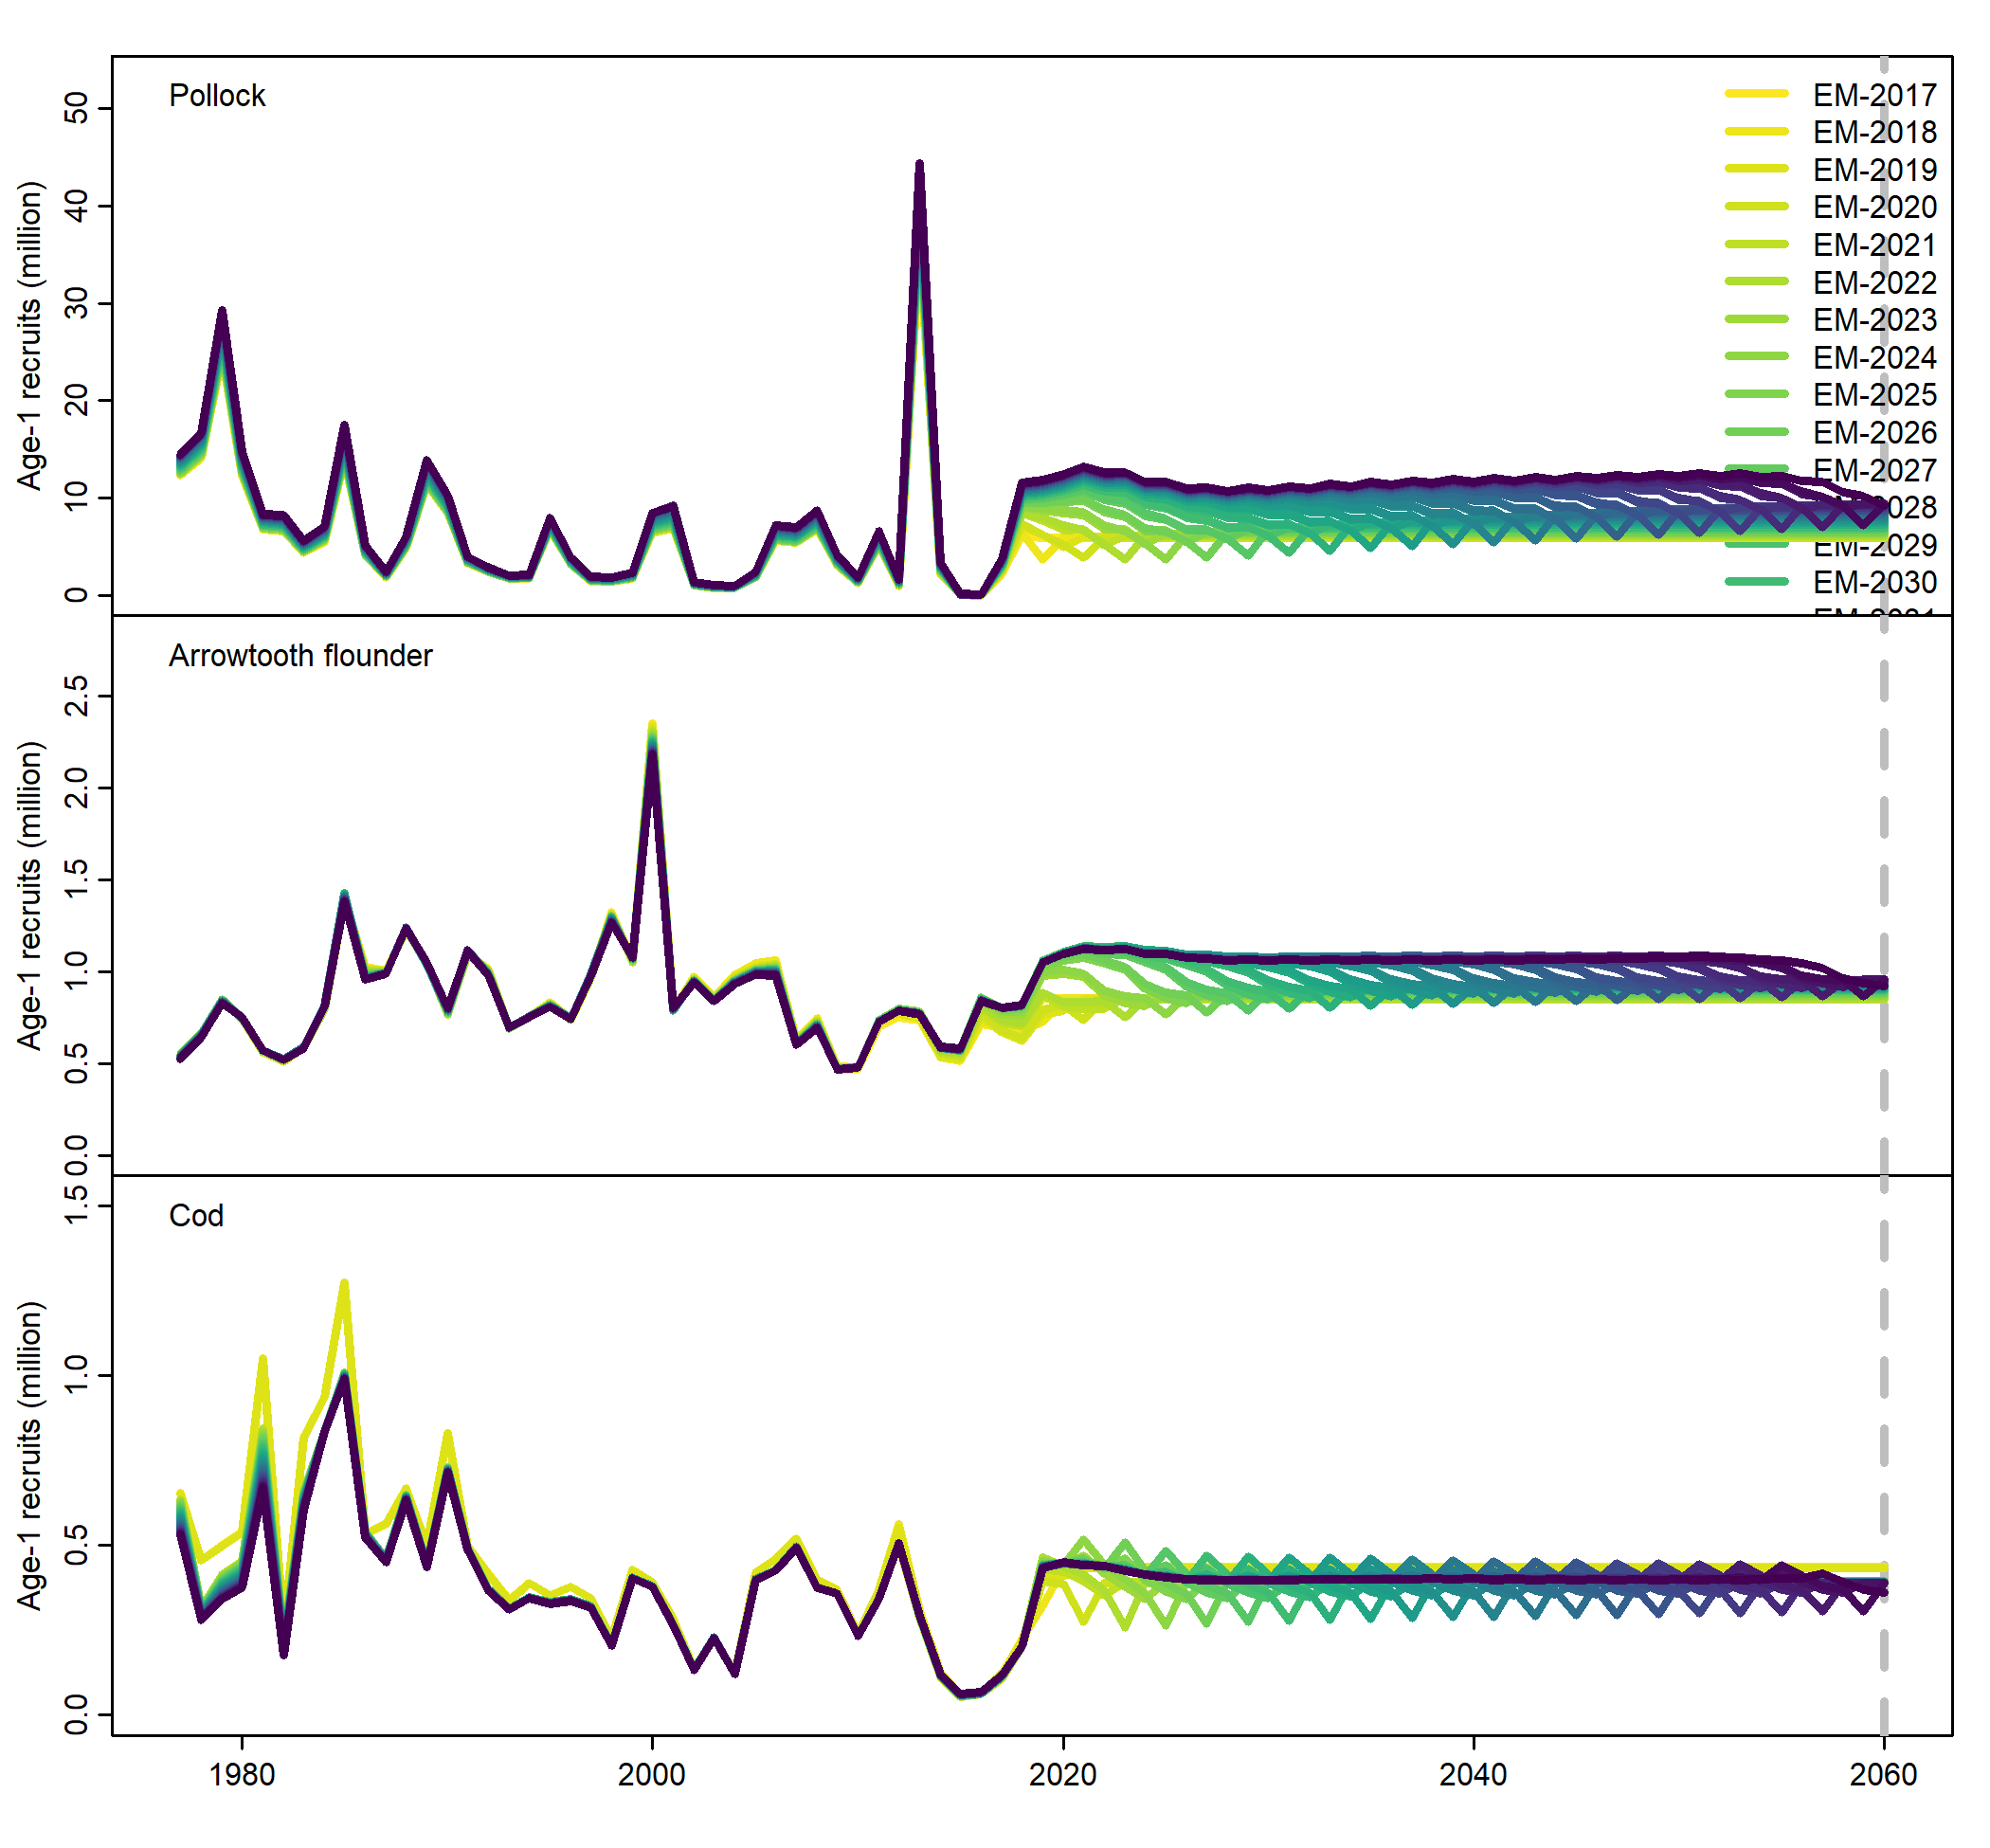 Pollock
EM-2017
EM-2018
EM-2019
EM-2020
EM-2021
EM-2022
EM-2023
EM-2024
EM-2025
EM-2026
EM-2027
028
EM-2029
EM-2030
Age-1 recruits (million)
50
40
30
20
10
0
Arrowtooth flounder
Age-1 recruits (million)
2.5
2.0
1.5
1.0
0.5
0.0
Cod
Age-1 recruits (million)
1.5
1.0
0.5
0.0
1980 2000 2020 2040 2060